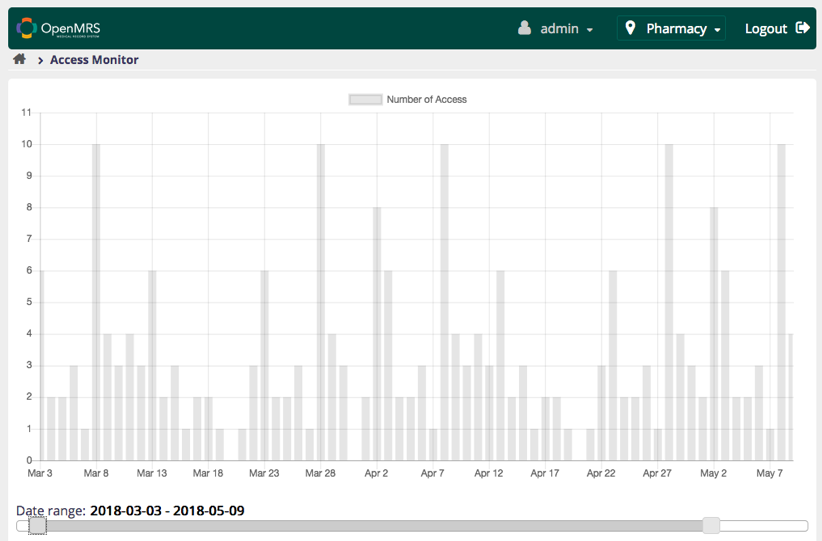 OpenMRS
MEDICAL RECORD SYSTEM
admin
Pharmacy
Logout
Access Monitor
Number of Access
11
10
9
8
7
6
5
4
3
2
1
0
Mar 3 Mar 8 Mar 13 Mar 18 Mar 23 Mar 28 Apr 2 Apr 7 Apr 12 Apr 17 Apr 22 Apr 27 May 2 May 7
Date range: 2018-03-03 - 2018-05-09